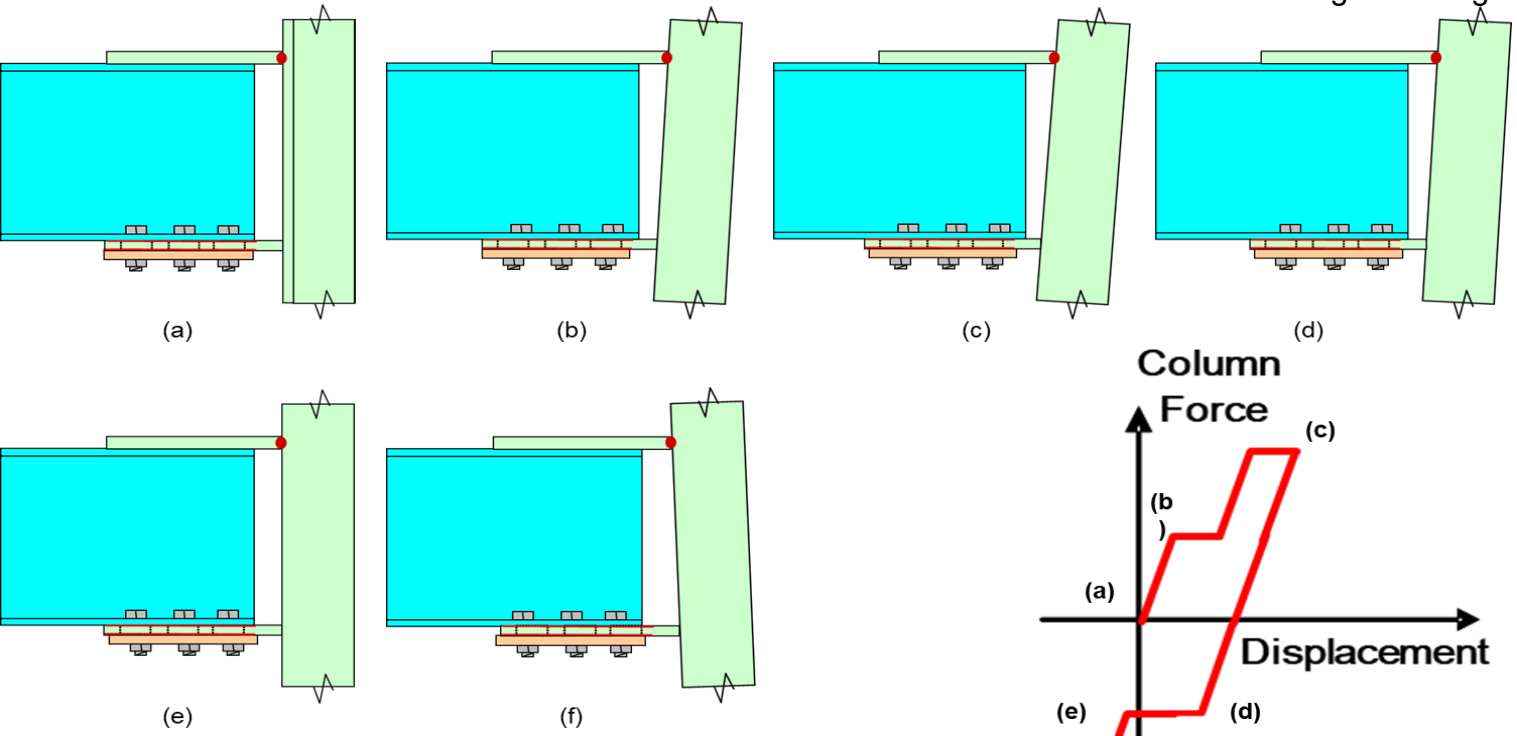 (a)
(b)
(c)
(d)
Column
Force
(c)
(b
)
(a)
Displacement
(e)
(d)
(e)
(f)